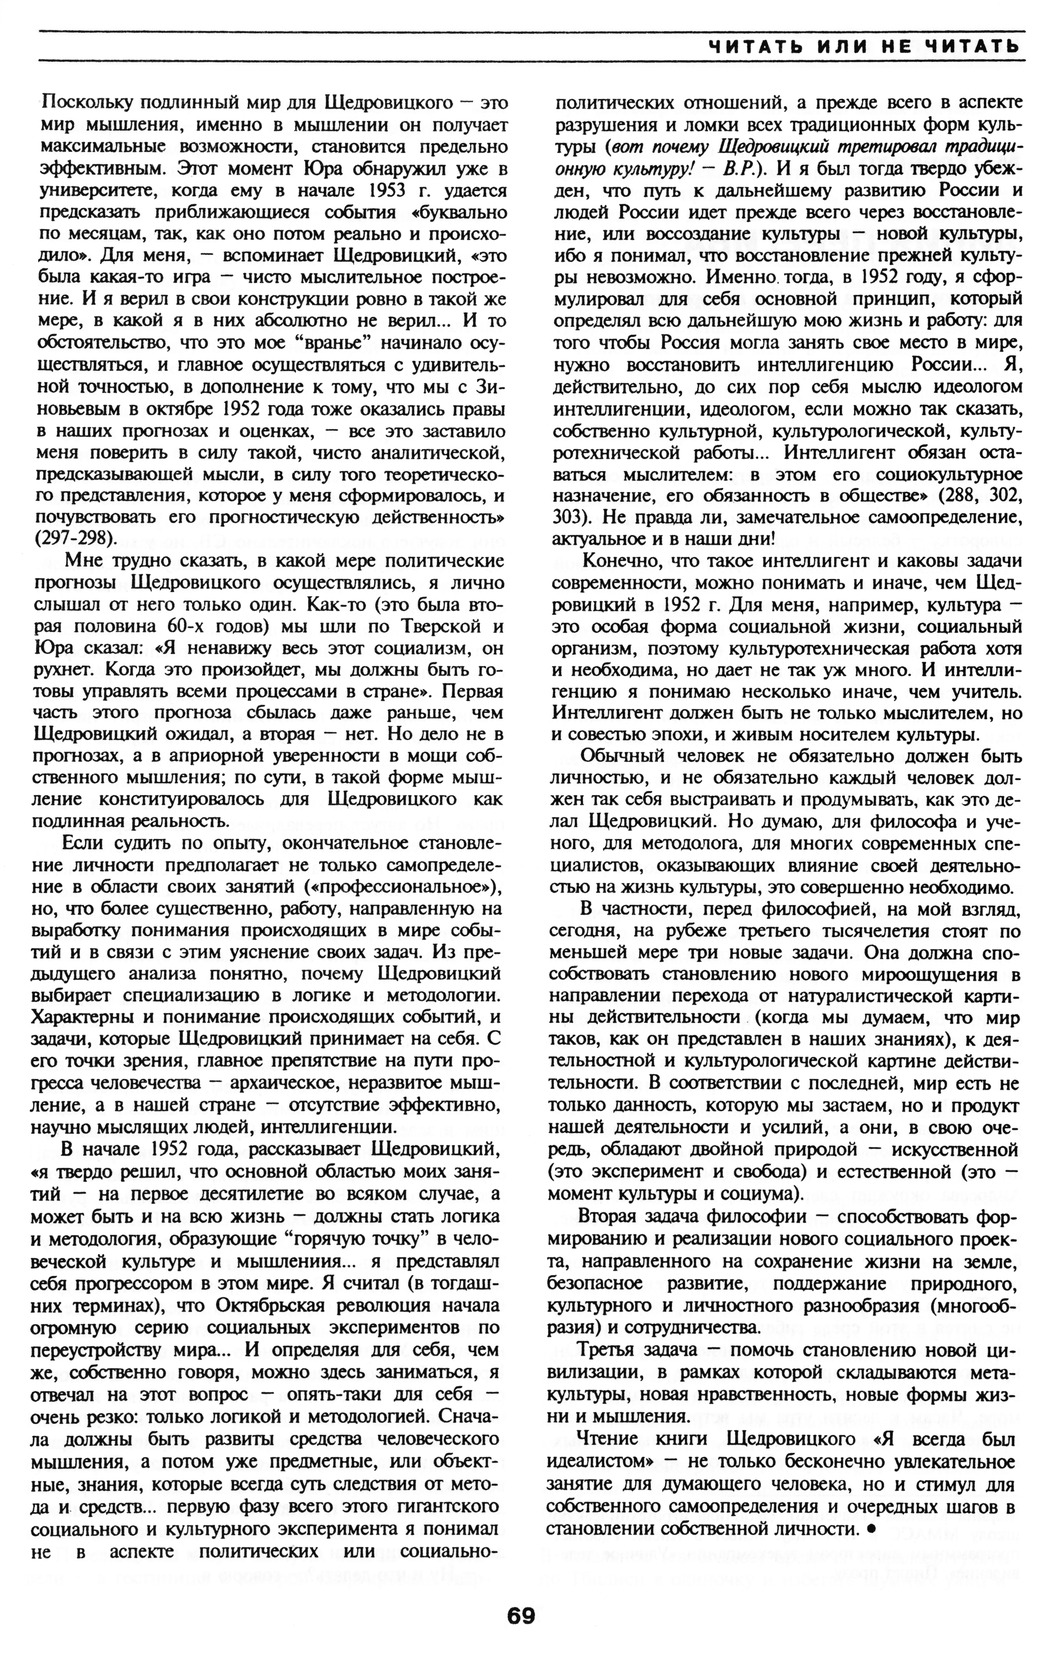 ЧИТАТЬ ИЛИ НЕ ЧИТАТЬ
Поскольку подлинный мир для Щедровицкого — это
мир мышления, именно в мышлении он получает
максимальные возможности, становится предельно
эффективным. Этот момент Юра обнаружил уже в
университете, когда ему в начале 1953 г. удается
предсказать приближающиеся события «буквально
по месяцам, так, как оно потом реально и происхо-
дило». Для меня, — вспоминает Щедровицкий, «это
была какая-то игра — чисто мыслительное построе-
ние. И я верил в свои конструкции ровно в такой же
мере, в какой я в них абсолютно не верил... И то
обстоятельство, что это мое “вранье” начинало осу-
ществляться, и главное осуществляться с удивитель-
ной точностью, в дополнение к тому, что мы с Зи-
новьевым в октябре 1952 года тоже оказались правы
в наших прогнозах и оценках, — все это заставило
меня поверить в силу такой, чисто аналитической,
предсказывающей мысли, в силу того теоретическо-
го представления, которое у меня сформировалось, и
почувствовать его прогностическую действенность»
(297-298).
Мне трудно сказать, в какой мере политические
прогнозы Щедровицкого осуществлялись, я лично
слышал от него только один. Как-то (это была вто-
рая половина 60-х годов) мы шли по Тверской и
Юра сказал: «Я ненавижу весь этот социализм, он
рухнет. Когда это произойдет, мы должны быть го-
товы управлять всеми процессами в стране». Первая
часть этого прогноза сбылась даже раньше, чем
Щедровицкий ожидал, а вторая — нет. Но дело не в
прогнозах, а в априорной уверенности в мощи соб-
ственного мышления; по сути, в такой форме мыш-
ление конституировалось для Щедровицкого как
подлинная реальность.
Если судить по опыту, окончательное становле-
ние личности предполагает не только самопределе-
ние в области своих занятий («профессиональное»),
но, что более существенно, работу, направленную на
выработку понимания происходящих в мире собы-
тий и в связи с этим уяснение своих задач. Из пре-
дыдущего анализа понятно, почему Щедровицкий
выбирает специализацию в логике и методологии.
Характерны и понимание происходящих событий, и
задачи, которые Щедровицкий принимает на себя. С
его точки зрения, главное препятствие на пути про-
гресса человечества — архаическое, неразвитое мыш-
ление, а в нашей стране — отсутствие эффективно,
научно мыслящих людей, интеллигенции.
В начале 1952 года, рассказывает Щедровицкий,
«я твердо решил, что основной областью моих заня-
тий — на первое десятилетие во всяком случае, а
может быть и на всю жизнь — должны стать логика
и методология, образующие “горячую точку” в чело-
веческой культуре и мышлениия... я представлял
себя прогрессором в этом мире. Я считал (в тогдаш-
них терминах), что Октябрьская революция начала
огромную серию социальных экспериментов по
переустройству мира... И определяя для себя, чем
же, собственно говоря, можно здесь заниматься, я
отвечал на этот вопрос — опять-таки для себя —
очень резко: только логикой и методологией. Снача-
ла должны быть развиты средства человеческого
мышления, а потом уже предметные, или объект-
ные, знания, которые всегда суть следствия от мето-
да и средств... первую фазу всего этого гигантского
социального и культурного эксперимента я понимал
не в аспекте политических или социально-
политических отношений, а прежде всего в аспекте
разрушения и ломки всех традиционных форм куль-
туры (вот почему Щедровицкий третировал традици-
онную культуру! — В.Р.). И я был тогда твердо убеж-
ден, что путь к дальнейшему развитию России и
людей России идет прежде всего через восстановле-
ние, или воссоздание культуры — новой культуры,
ибо я понимал, что восстановление прежней культу-
ры невозможно. Именно тогда, в 1952 году, я сфор-
мулировал для себя основной принцип, который
определял всю дальнейшую мою жизнь и работу: для
того чтобы Россия могла занять свое место в мире,
нужно восстановить интеллигенцию России... Я,
действительно, до сих пор себя мыслю идеологом
интеллигенции, идеологом, если можно так сказать,
собственно культурной, культурологической, культу-
ротехнической работы... Интеллигент обязан оста-
ваться мыслителем: в этом его социокультурное
назначение, его обязанность в обществе» (288, 302,
303). Не правда ли, замечательное самоопределение,
актуальное и в наши дни!
Конечно, что такое интеллигент и каковы задачи
современности, можно понимать и иначе, чем Щед-
ровицкий в 1952 г. Для меня, например, культура —
это особая форма социальной жизни, социальный
организм, поэтому культуротехническая работа хотя
и необходима, но дает не так уж много. И интелли-
генцию я понимаю несколько иначе, чем учитель.
Интеллигент должен быть не только мыслителем, но
и совестью эпохи, и живым носителем культуры.
Обычный человек не обязательно должен быть
личностью, и не обязательно каждый человек дол-
жен так себя выстраивать и продумывать, как это де-
лал Щедровицкий. Но думаю, для философа и уче-
ного, для методолога, для многих современных спе-
циалистов, оказывающих влияние своей деятельно-
стью на жизнь культуры, это совершенно необходимо.
В частности, перед философией, на мой взгляд,
сегодня, на рубеже третьего тысячелетия стоят по
меньшей мере три новые задачи. Она должна спо-
собствовать становлению нового мироощущения в
направлении перехода от натуралистической карти-
ны действительности (когда мы думаем, что мир
таков, как он представлен в наших знаниях), к дея-
тельностной и культурологической картине действи-
тельности. В соответствии с последней, мир есть не
только данность, которую мы застаем, но и продукт
нашей деятельности и усилий, а они, в свою оче-
редь, обладают двойной природой — искусственной
(это эксперимент и свобода) и естественной (это —
момент культуры и социума).
Вторая задача философии — способствовать фор-
мированию и реализации нового социального проек-
та, направленного на сохранение жизни на земле,
безопасное развитие, поддержание природного,
культурного и личностного разнообразия (многооб-
разия) и сотрудничества.
Третья задача — помочь становлению новой ци-
вилизации, в рамках которой складываются мета-
культуры, новая нравственность, новые формы жиз-
ни и мышления.
Чтение книги Щедровицкого «Я всегда был
идеалистом» — не только бесконечно увлекательное
занятие для думающего человека, но и стимул для
собственного самоопределения и очередных шагов в
становлении собственной личности. ●
69